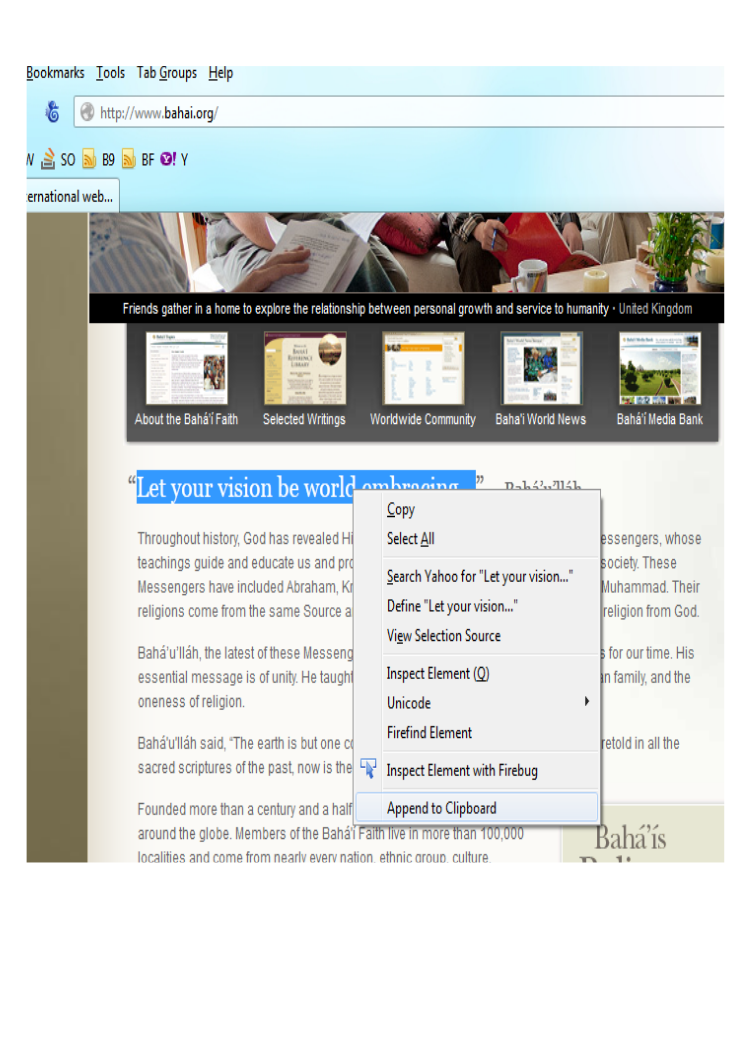 Bookmarks Tools Tab Groups Help
http://www.bahai.org/
SO B9 BF Y! Y
ernational web...
Friends gather in a home to explore the relationship between personal growth and service to humanity • United Kingdom
About the Bahá'í Faith Selected Writings Worldwide Community Baha'i World News Bahá'í Media Bank
“Let your vision be world embracing...” Bahá’u’lláh
Copy
Select All
Search Yahoo for "Let your vision..."
Define "Let your vision..."
View Selection Source
Inspect Element (Q)
Unicode
Firefind Element
Inspect Element with Firebug
Append to Clipboard
Throughout history, God has revealed Hi essengers, whose
teachings guide and educate us and pro society. These
Messengers have included Abraham, Kr Muhammad. Their
religions come from the same Source a religion from God.
Bahá'u'lláh, the latest of these Messeng s for our time. His
essential message is of unity. He taught an family, and the
oneness of religion.
Bahá'u'lláh said, “The earth is but one co retold in all the
sacred scriptures of the past, now is the
Founded more than a century and a half
around the globe. Members of the Bahá'í Faith live in more than 100,000
localities and come from nearly every nation, ethnic group, culture,
Bahá’ís